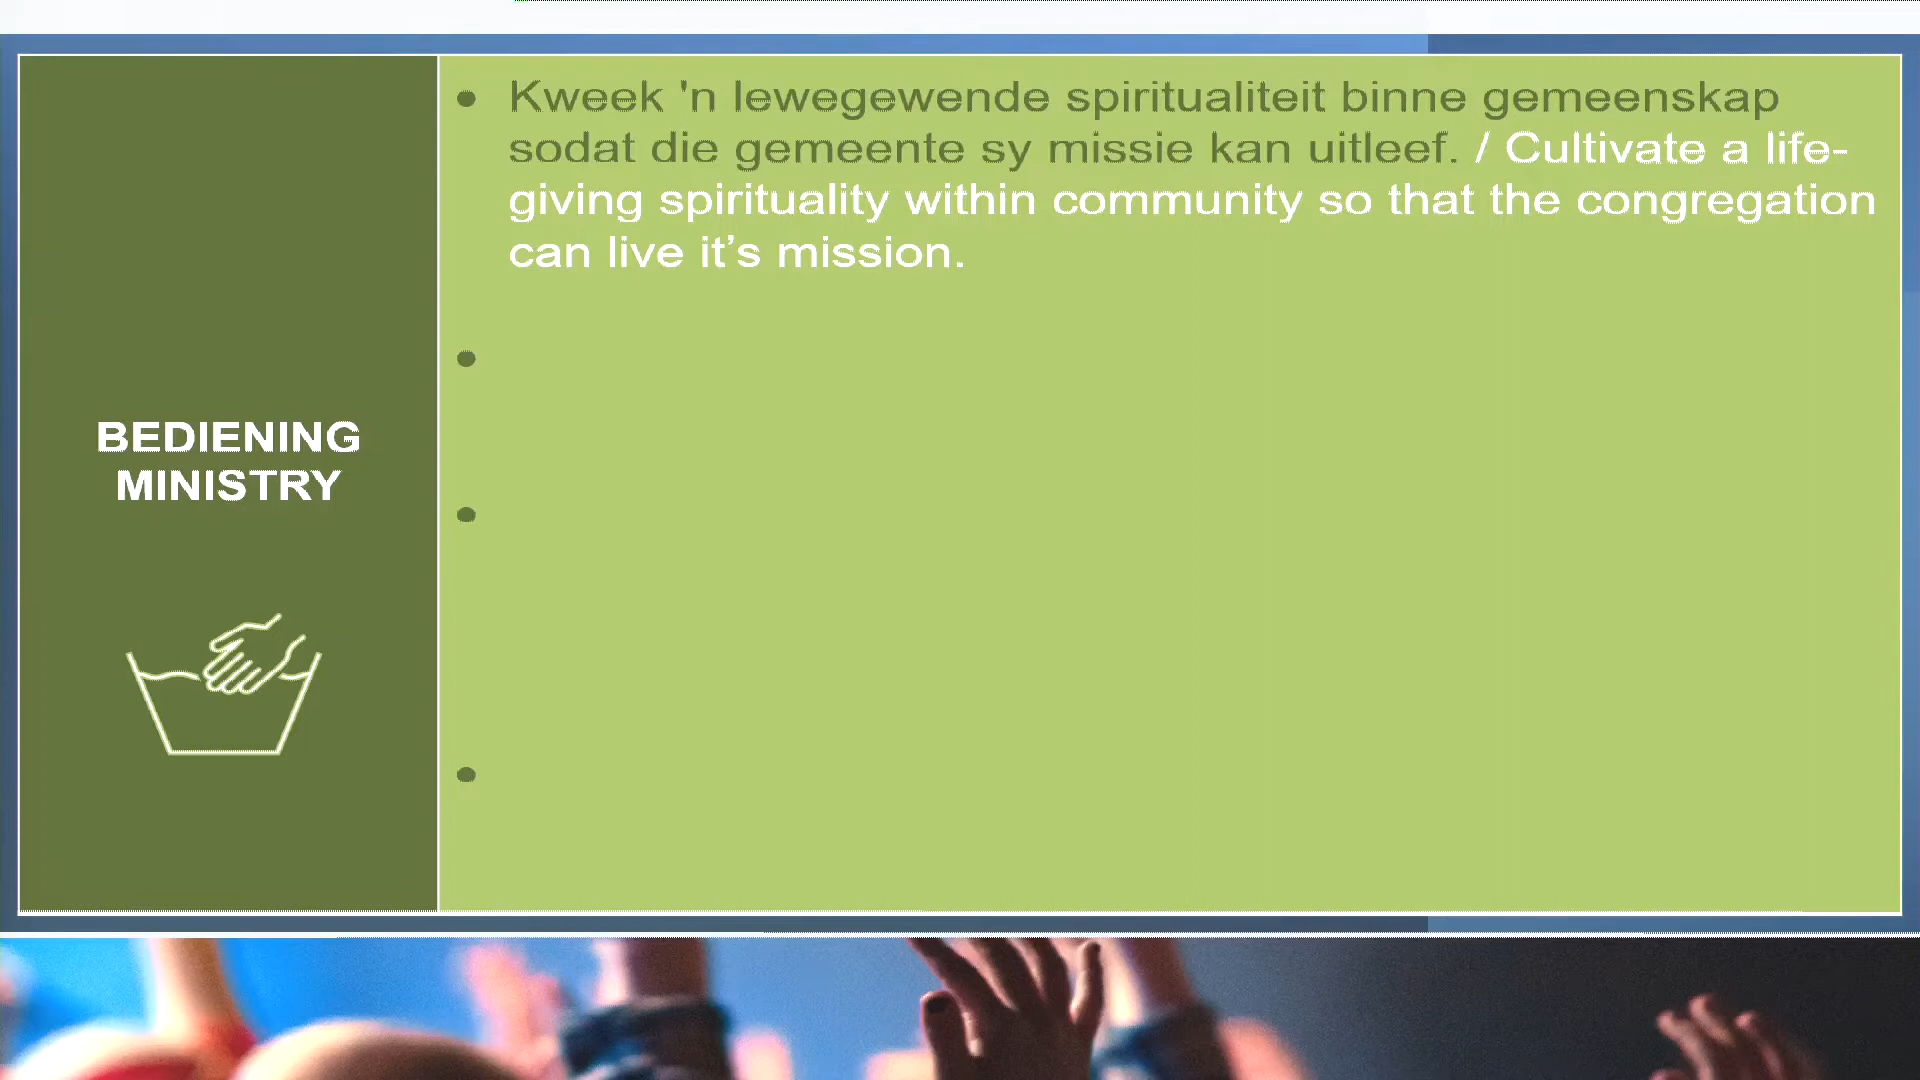 BEDIENING
MINISTRY
• Kweek 'n lewegewende spiritualiteit binne gemeenskap
sodat die gemeente sy missie kan uitleef. / Cultivate a life-
giving spirituality within community so that the congregation
can live it’s mission.
•
•
•